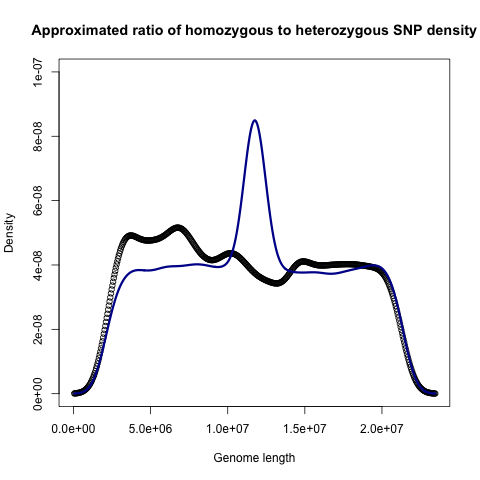 Approximated ratio of homozygous to heterozygous SNP density
1e-07
8e-08
6e-08
4e-08
2e-08
0e+00
Density
0.0e+00 5.0e+06 1.0e+07 1.5e+07 2.0e+07
Genome length